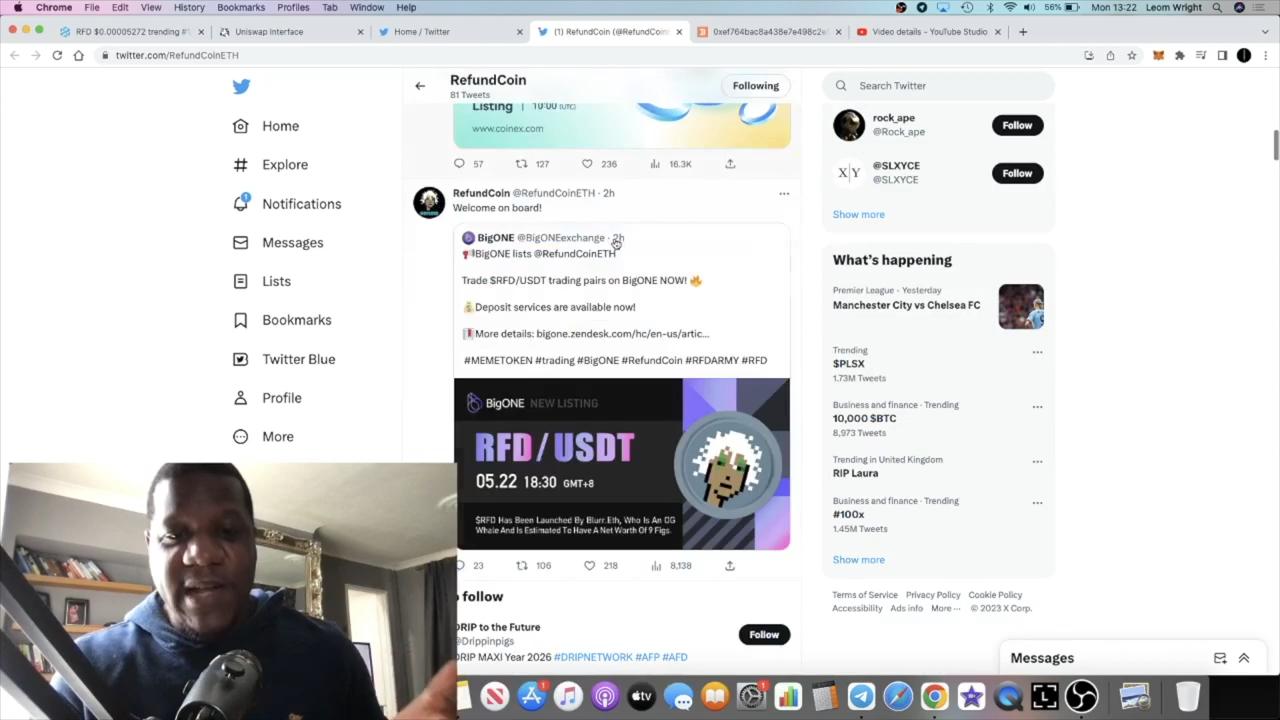 Chrome File Edit View History Bookmarks Profiles Tab Window Help
56% Mon 13:22 Leom Wright
RFD $0.00005272 trending #
Uniswap Interface
Home / Twitter
(1) RefundCoin (@RefundCoin
0xef764bac8a438e7e498c2e
Video details - YouTube Studio
twitter.com/RefundCoinETH
Home
Explore
1
Notifications
Messages
Lists
Bookmarks
Twitter Blue
Profile
More
RefundCoin
81 Tweets
Following
Listing | 10:00 (UTC)
www.coinex.com
57 127 236 16.3K
RefundCoin @RefundCoinETH · 2h
Welcome on board!
BigONE @BigONEexchange · 2h
BigONE lists @RefundCoinETH
Trade $RFD/USDT trading pairs on BigONE NOW!
Deposit services are available now!
More details: bigone.zendesk.com/hc/en-us/artic...
#MEMETOKEN #trading #BigONE #RefundCoin #RFDARMY #RFD
BigONE NEW LISTING
RFD/USDT
05.22 18:30 GMT+8
$RFD Has Been Launched By Blurr.Eth, Who Is An OG
Whale And Is Estimated To Have A Net Worth Of 9 Figs.
23 106 218 8,138
follow
DRIP to the Future
@Drippinpigs
Follow
DRIP MAXI Year 2026 #DRIPNETWORK #AFP #AFD
Search Twitter
rock_ape
@Rock_ape
Follow
X|Y
@SLXYCE
@SLXYCE
Follow
Show more
What's happening
Premier League · Yesterday
Manchester City vs Chelsea FC
Trending
$PLSX
1.73M Tweets
Business and finance · Trending
10,000 $BTC
8,973 Tweets
Trending in United Kingdom
RIP Laura
Business and finance · Trending
#100x
1.45M Tweets
Show more
Terms of Service Privacy Policy Cookie Policy
Accessibility Ads info More ··· © 2023 X Corp.
Messages
tv